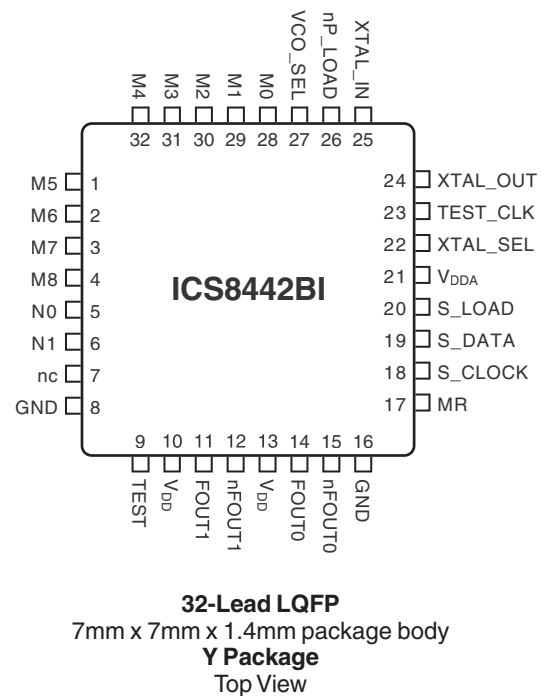 M4 M3 M2 M1 M0 VCO_SEL nP_LOAD XTAL_IN
32 31 30 29 28 27 26 25
M5 1
M6 2
M7 3
M8 4
N0 5
N1 6
nc 7
GND 8
ICS8442BI
24 XTAL_OUT
23 TEST_CLK
22 XTAL_SEL
21 VDDA
20 S_LOAD
19 S_DATA
18 S_CLOCK
17 MR
9 10 11 12 13 14 15 16
TEST VDD FOUT1 nFOUT1 VDD FOUT0 nFOUT0 GND
32-Lead LQFP
7mm x 7mm x 1.4mm package body
Y Package
Top View